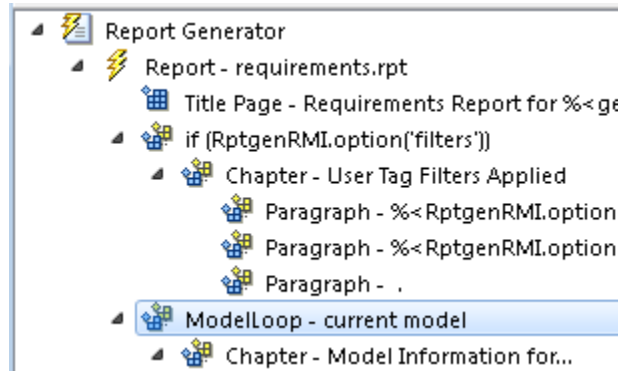 Report Generator
Report - requirements.rpt
Title Page - Requirements Report for %<ge
if (RptgenRMI.option('filters'))
Chapter - User Tag Filters Applied
Paragraph - %<RptgenRMI.option
Paragraph - %<RptgenRMI.option
Paragraph - .
ModelLoop - current model
Chapter - Model Information for...